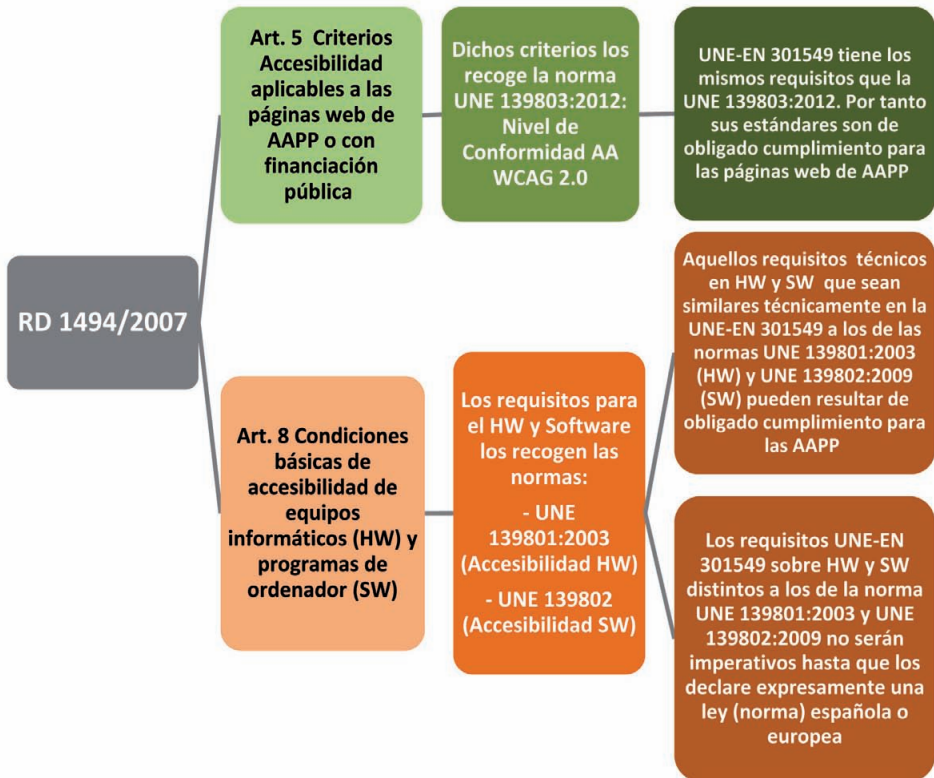 RD 1494/2007
Art. 5 Criterios
Accesibilidad
aplicables a las
páginas web de
AAPP o con
financiación
pública
Dichos criterios los
recoge la norma
UNE 139803:2012:
Nivel de
Conformidad AA
WCAG 2.0
UNE-EN 301549 tiene los
mismos requisitos que la
UNE 139803:2012. Por tanto
sus estándares son de
obligado cumplimiento para
las páginas web de AAPP
Art. 8 Condiciones
básicas de
accesibilidad de
equipos
informáticos (HW) y
programas de
ordenador (SW)
Los requisitos para
el HW y Software
los recogen las
normas:
- UNE
139801:2003
(Accesibilidad HW)
- UNE 139802
(Accesibilidad SW)
Aquellos requisitos técnicos
en HW y SW que sean
similares técnicamente en la
UNE-EN 301549 a los de las
normas UNE 139801:2003
(HW) y UNE 139802:2009
(SW) pueden resultar de
obligado cumplimiento para
las AAPP
Los requisitos UNE-EN
301549 sobre HW y SW
distintos a los de la norma
UNE 139801:2003 y UNE
139802:2009 no serán
imperativos hasta que los
declare expresamente una
ley (norma) española o
europea